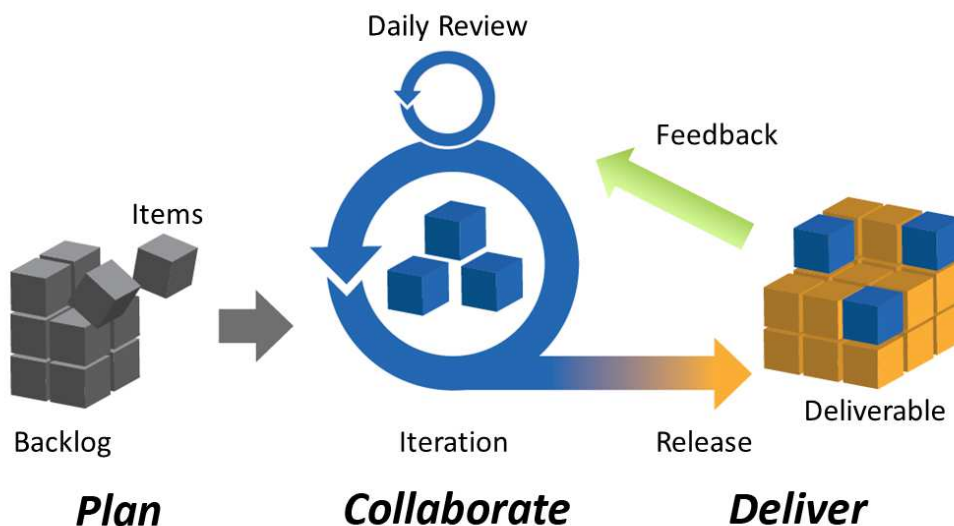 Daily Review
Feedback
Items
Deliverable
Backlog
Iteration
Release
Plan
Collaborate
Deliver